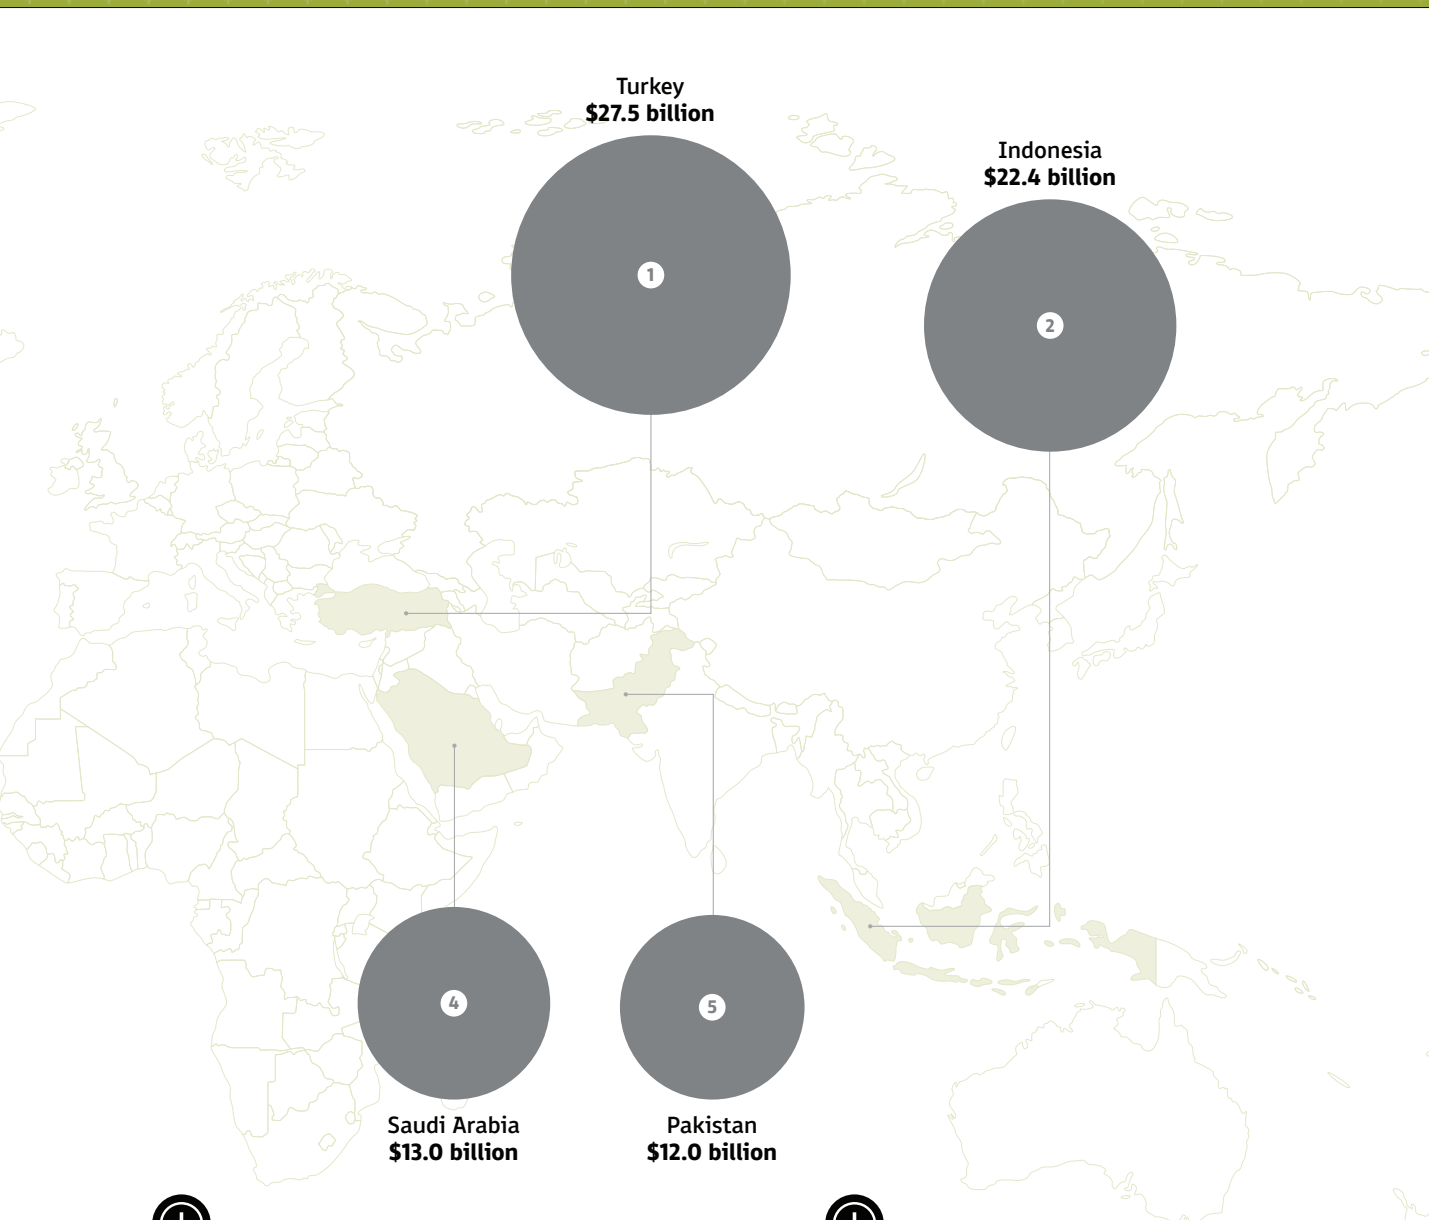 Turkey
$27.5 billion
Indonesia
$22.4 billion
1
2
4
5
Saudi Arabia
$13.0 billion
Pakistan
$12.0 billion